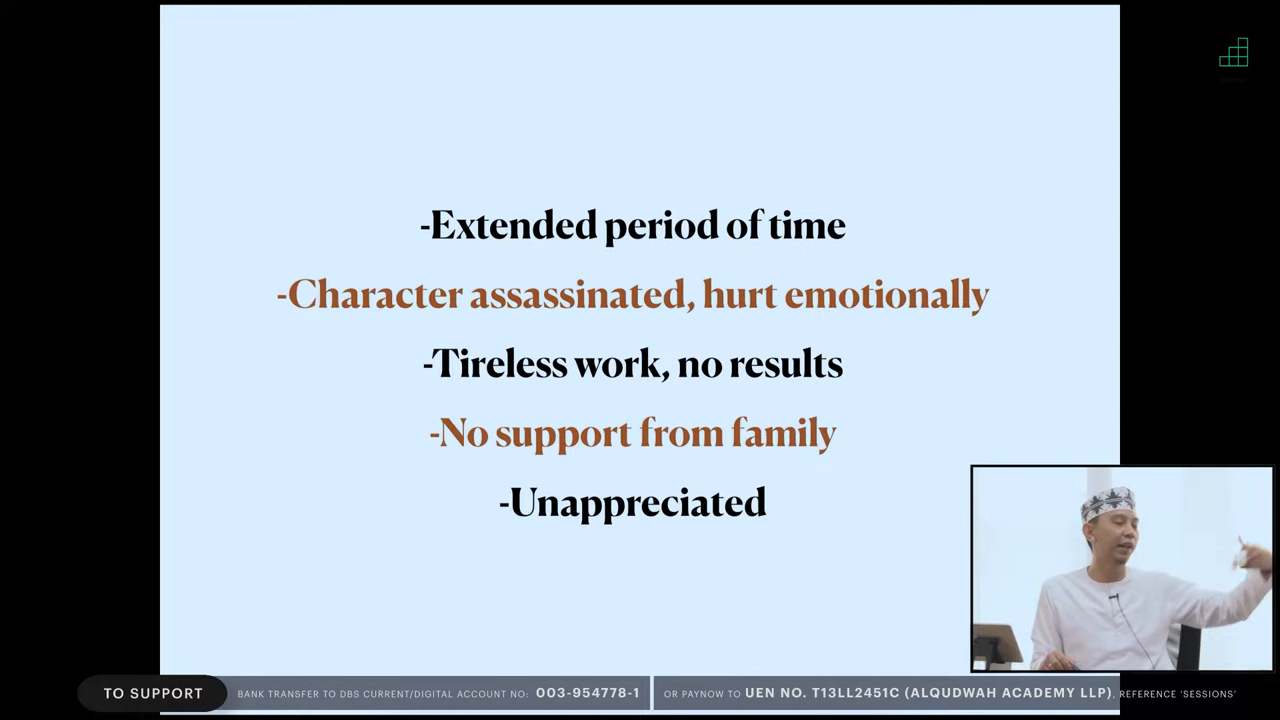 -Extended period of time
-Character assassinated, hurt emotionally
-Tireless work, no results
-No support from family
-Unappreciated
TO SUPPORT BANK TRANSFER TO DBS CURRENT/DIGITAL ACCOUNT NO: 003-954778-1 OR PAYNOW TO UEN NO. T13LL2451C (ALQUDWAH ACADEMY LLP), REFERENCE ‘SESSIONS’